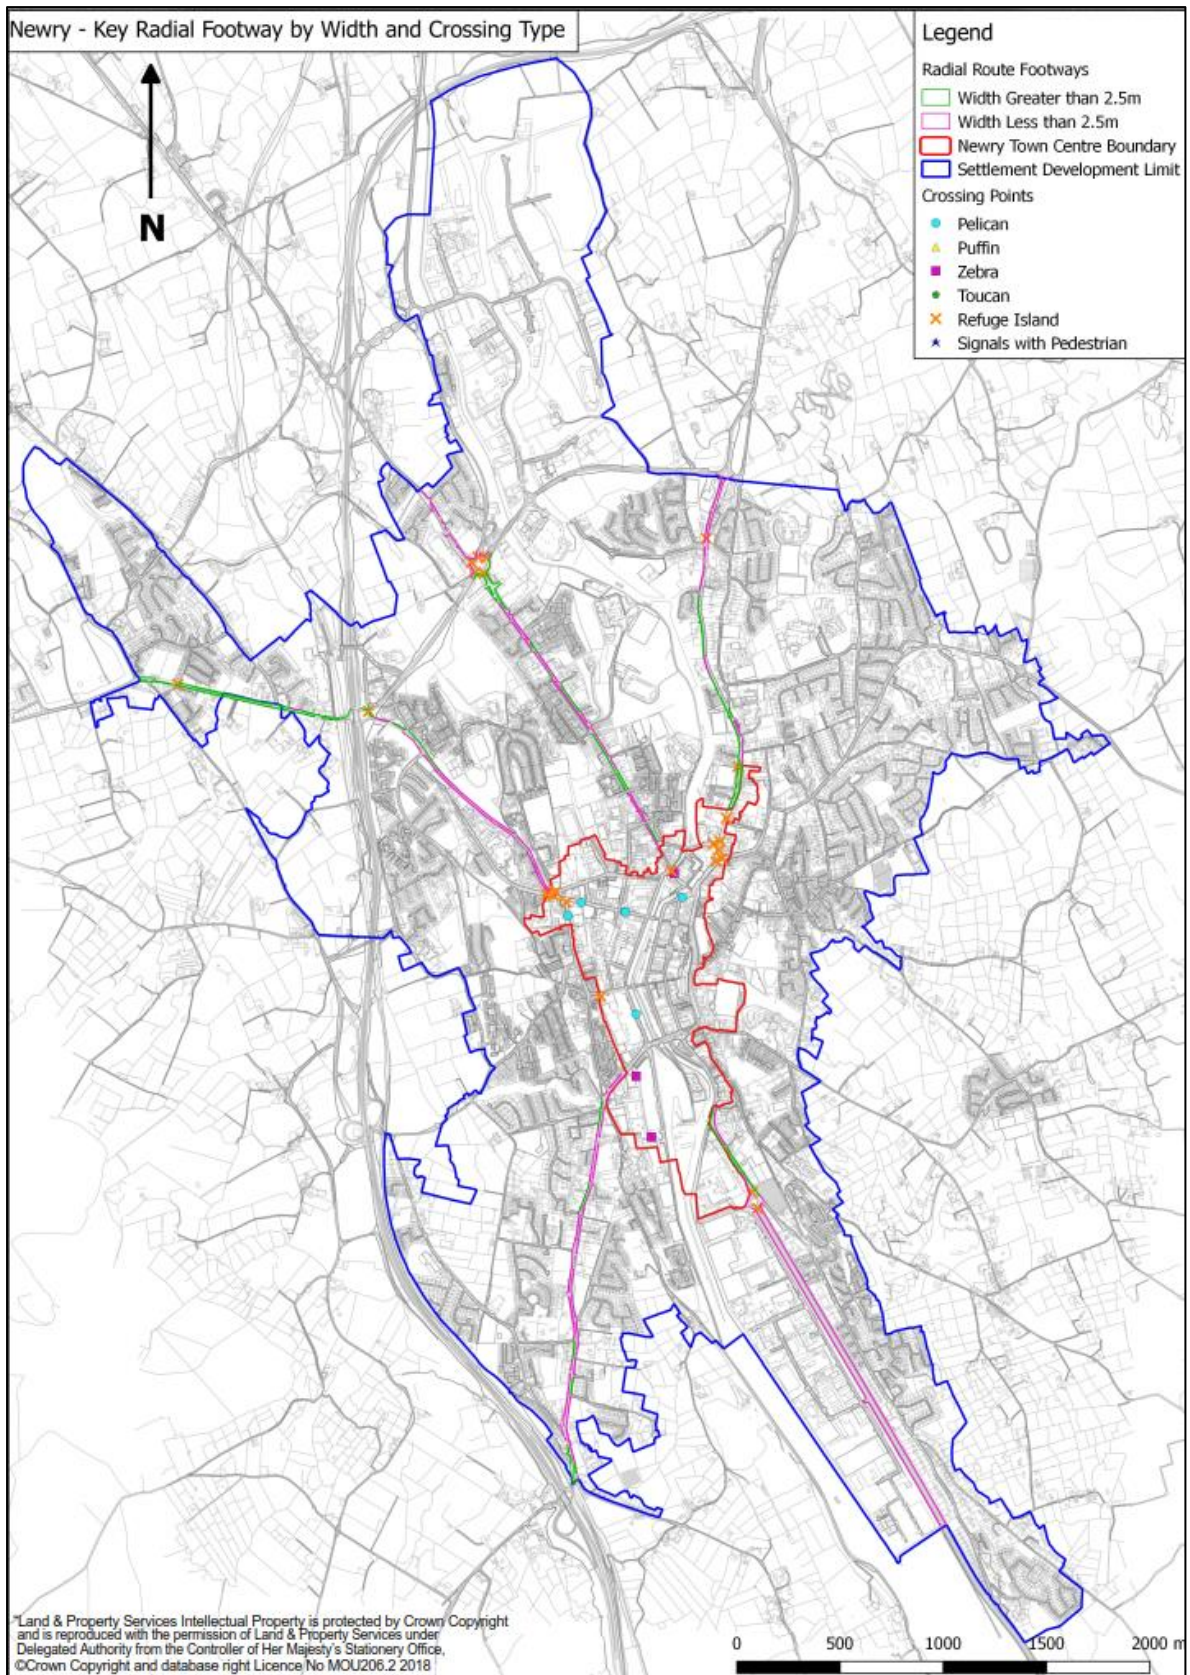 Newry - Key Radial Footway by Width and Crossing Type
Legend
Radial Route Footways
Width Greater than 2.5m
Width Less than 2.5m
Newry Town Centre Boundary
Settlement Development Limit
Crossing Points
Pelican
Puffin
Zebra
Toucan
Refuge Island
Signals with Pedestrian
N
"Land & Property Services Intellectual Property is protected by Crown Copyright
and is reproduced with the permission of Land & Property Services under
Delegated Authority from the Controller of Her Majesty's Stationery Office,
©Crown Copyright and database right Licence No MOU206.2 2018
0 500 1000 1500 2000 m